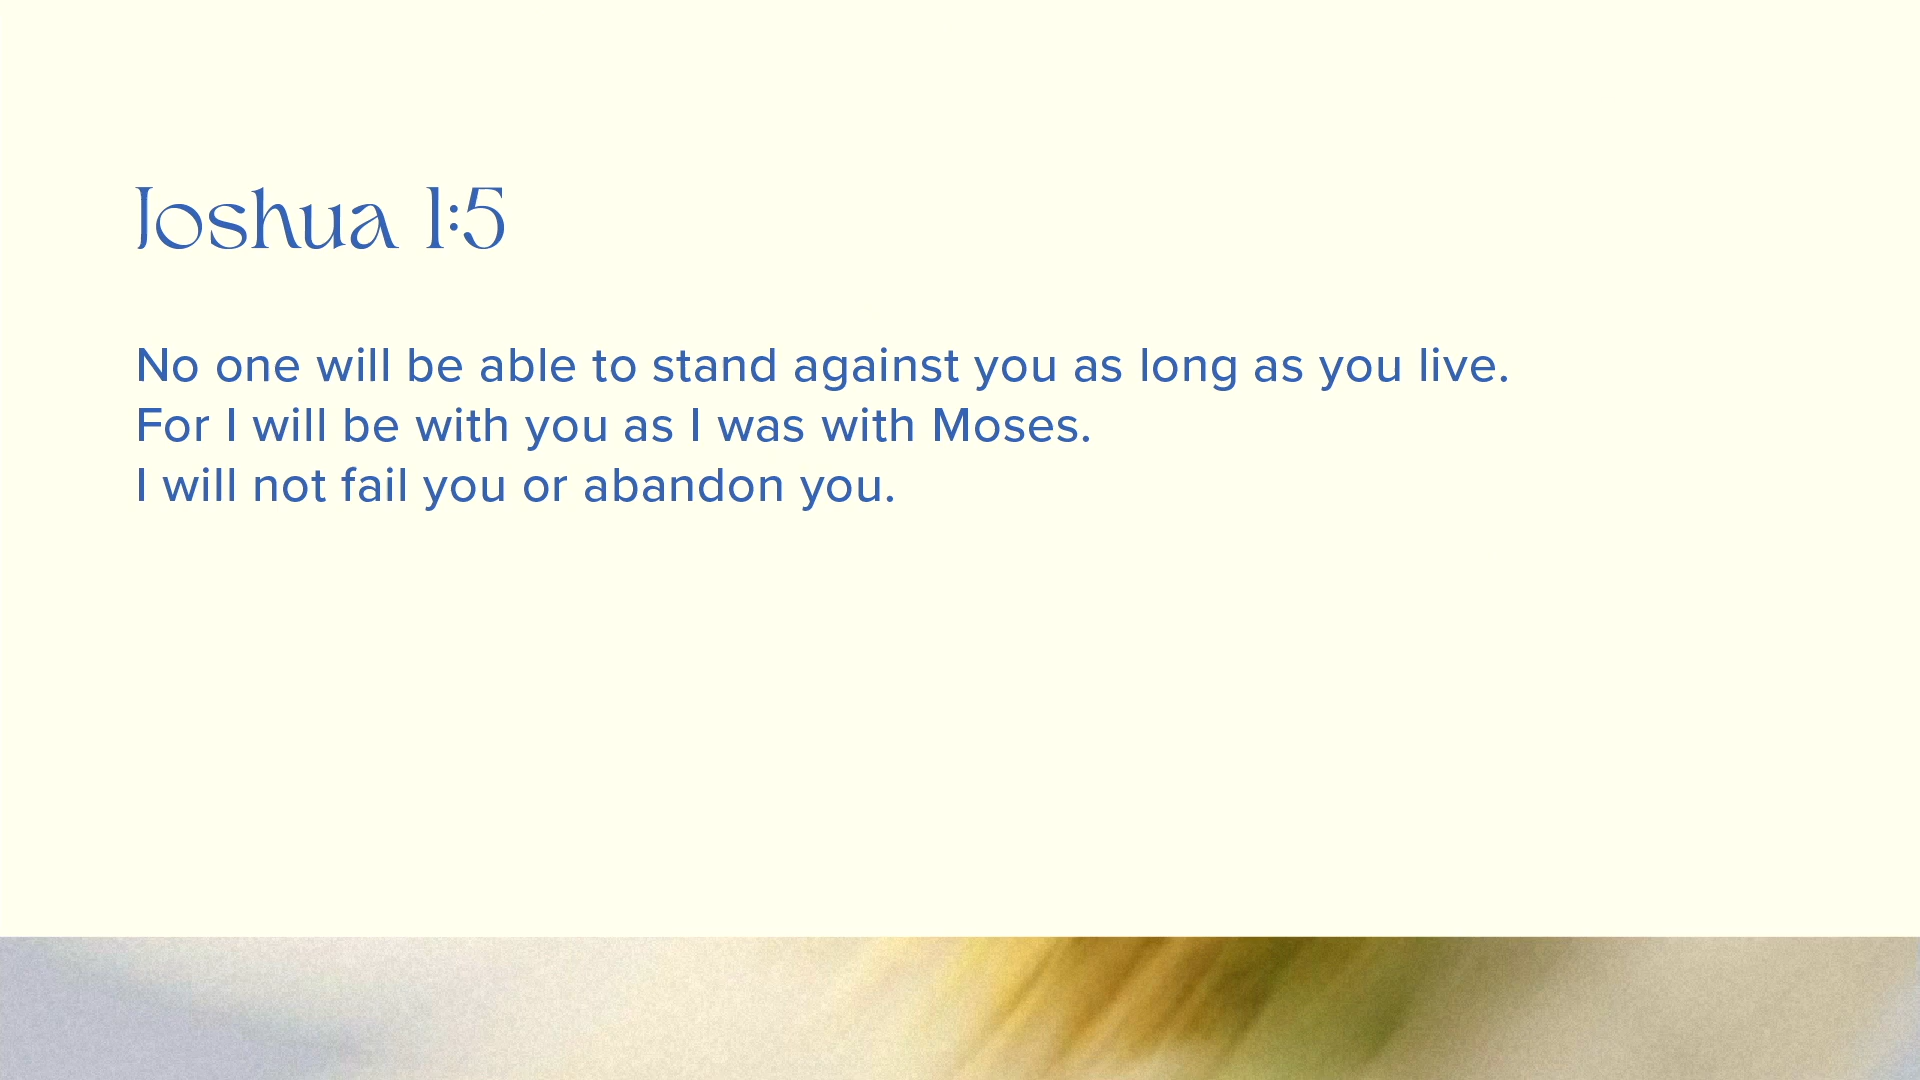 Joshua 1:5
No one will be able to stand against you as long as you live.
For I will be with you as I was with Moses.
I will not fail you or abandon you.